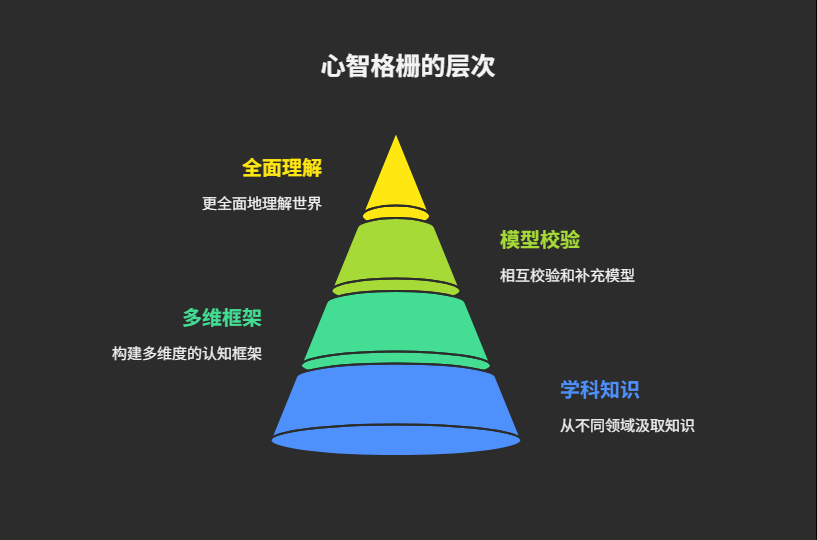 心智格栅的层次
全面理解
更全面地理解世界
模型校验
相互校验和补充模型
多维框架
构建多维度的认知框架
学科知识
从不同领域汲取知识